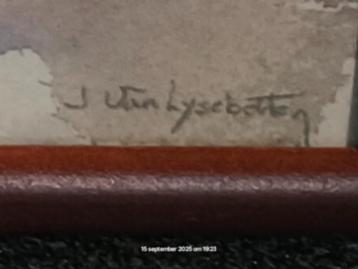 J Van Lysebetten
15 september 2025 om 19:23